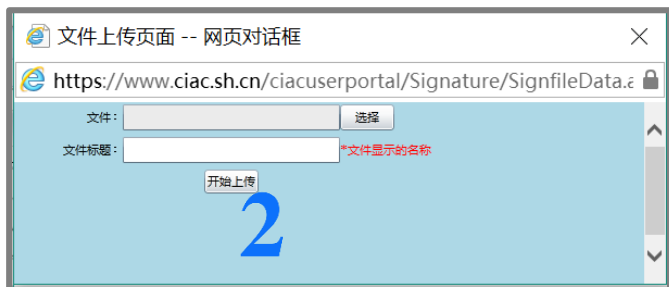 文件上传页面 -- 网页对话框
https://www.ciac.sh.cn/ciacuserportal/Signature/SignfileData.a
文件： 选择
文件标题： *文件显示的名称
开始上传
2